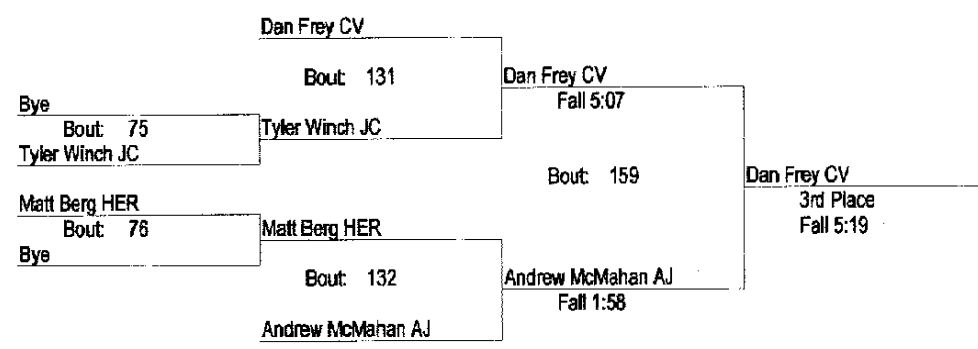 Dan Frey CV
Bout: 131
Dan Frey CV
Fall 5:07
Bye
Bout: 75
Tyler Winch JC
Tyler Winch JC
Bout: 159
Dan Frey CV
3rd Place
Fall 5:19
Matt Berg HER
Bout: 76
Matt Berg HER
Bye
Bout: 132
Andrew McMahan AJ
Fall 1:58
Andrew McMahan AJ